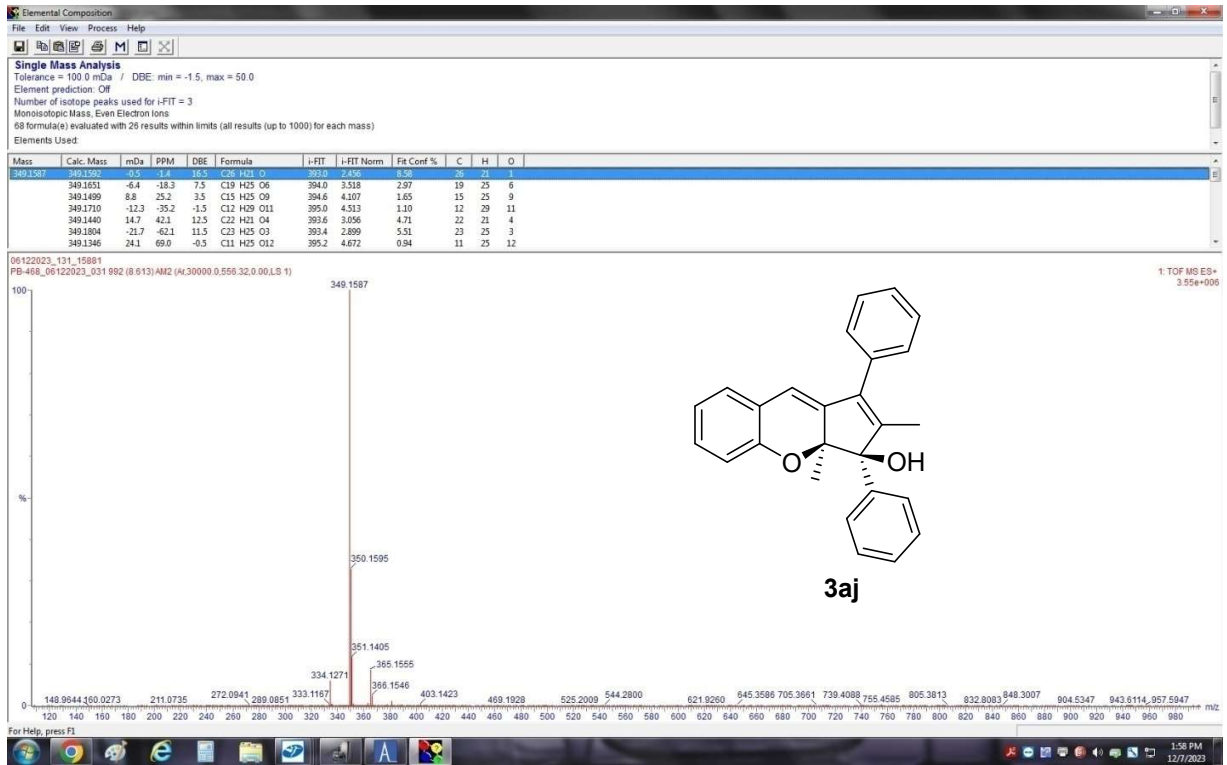 Elemental Composition
File Edit View Process Help
Single Mass Analysis
Tolerance = 100.0 mDa / DBE: min = -1.5, max = 50.0
Element prediction: Off
Number of isotope peaks used for i-FIT = 3
Monoisotopic Mass, Even Electron Ions
68 formula(e) evaluated with 26 results within limits (all results (up to 1000) for each mass)
Elements Used:
Mass Calc. Mass mDa PPM DBE Formula i-FIT i-FIT Norm Fit Conf % C H O
349.1587 349.1592 -0.5 -1.4 16.5 C26 H21 O 393.0 2.456 8.58 26 21 1
349.1651 -6.4 -18.3 7.5 C19 H25 O6 394.0 3.518 2.97 19 25 6
349.1499 8.8 25.2 3.5 C15 H25 O9 394.6 4.107 1.65 15 25 9
349.1710 -12.3 -35.2 -1.5 C12 H29 O11 395.0 4.513 1.10 12 29 11
349.1440 14.7 42.1 12.5 C22 H21 O4 393.6 3.056 4.71 22 21 4
349.1804 -21.7 -62.1 11.5 C23 H25 O3 393.4 2.899 5.51 23 25 3
349.1346 24.1 69.0 -0.5 C11 H25 O12 395.2 4.672 0.94 11 25 12
06122023_131_15881
PB-468_06122023_031 992 (8.613) AM2 (Ar,30000.0,556.32,0.00,LS 1)
1: TOF MS ES+
3.55e+006
100
349.1587
%
350.1595
351.1405
365.1555
334.1271
366.1546
148.9644 160.0273 211.0735 272.0941 289.0851 333.1167 403.1423 469.1928 525.2009 544.2800 621.9260 645.3586 705.3661 739.4088 755.4585 805.3813 832.8083 848.3007 904.5347 943.6114 957.5947
0
m/z
120 140 160 180 200 220 240 260 280 300 320 340 360 380 400 420 440 460 480 500 520 540 560 580 600 620 640 660 680 700 720 740 760 780 800 820 840 860 880 900 920 940 960 980
O
OH
3aj
For Help, press F1
1:58 PM
12/7/2023